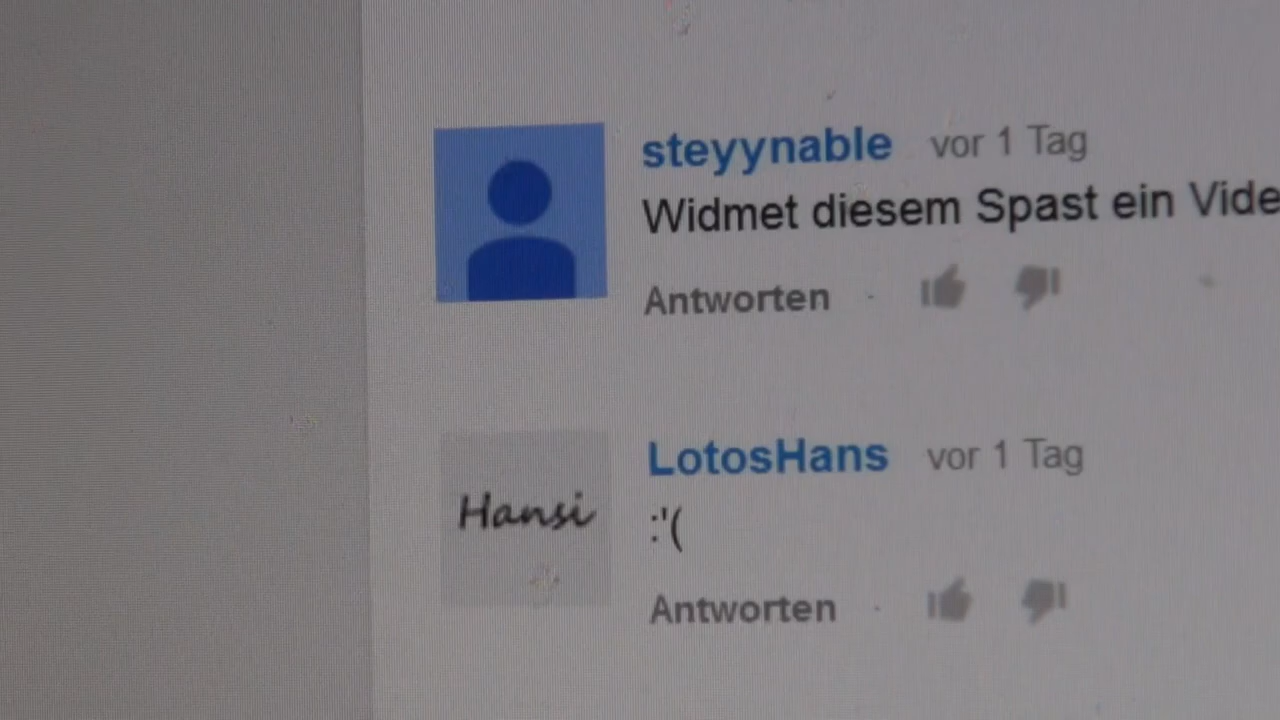 steyynable vor 1 Tag
Widmet diesem Spast ein Vide
Antworten
Hansi
LotosHans vor 1 Tag
:'(
Antworten